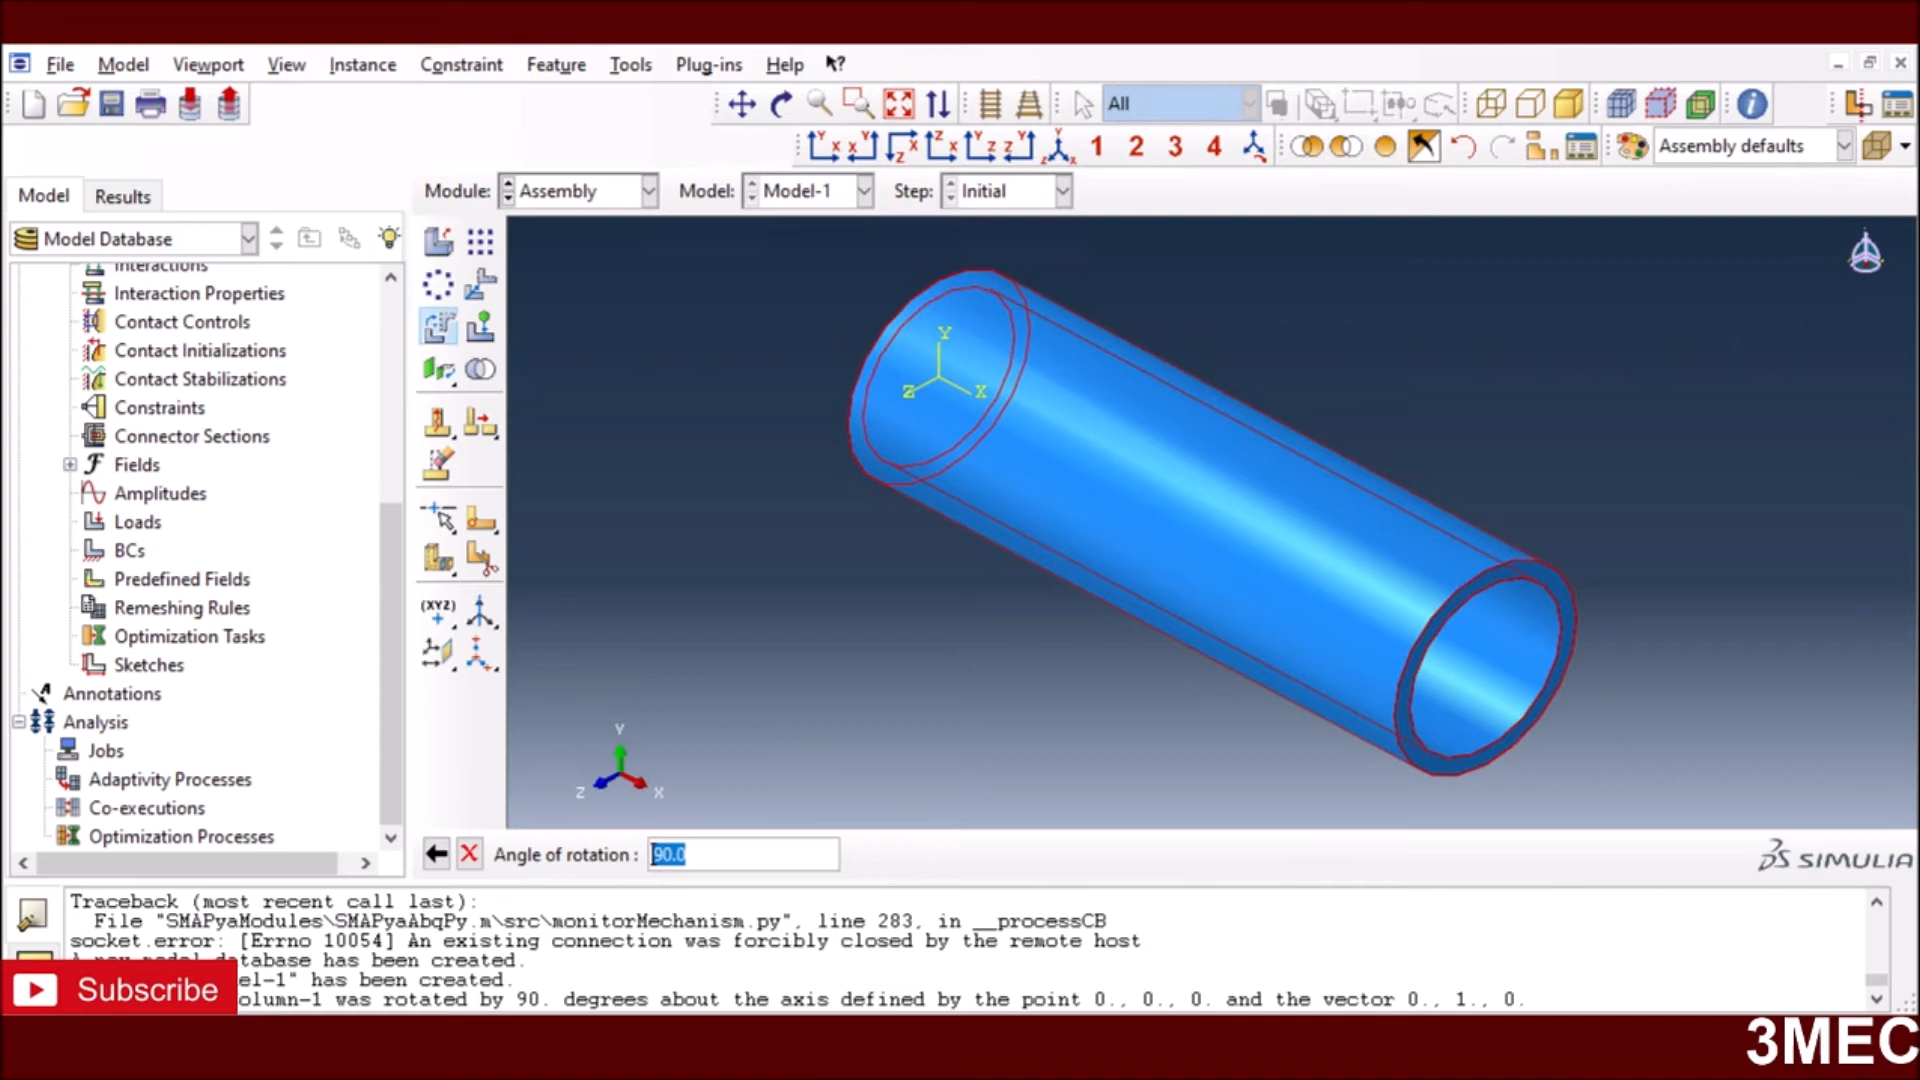 File Model Viewport View Instance Constraint Feature Tools Plug-ins Help
All
1 2 3 4 Assembly defaults
Model Results
Module: Assembly Model: Model-1 Step: Initial
Model Database
Interactions
Interaction Properties
Contact Controls
Contact Initializations
Contact Stabilizations
Constraints
Connector Sections
Fields
Amplitudes
Loads
BCs
Predefined Fields
Remeshing Rules
Optimization Tasks
Sketches
Annotations
Analysis
Jobs
Adaptivity Processes
Co-executions
Optimization Processes
(XYZ)
Y
Z X
Y
Z X
Angle of rotation : 90.0
SIMULIA
Traceback (most recent call last):
File "SMAPyaModules\SMAPyaAbqPy.m\src\monitorMechanism.py", line 283, in __processCB
socket.error: [Errno 10054] An existing connection was forcibly closed by the remote host
A new model database has been created.
el-1" has been created.
olumn-1 was rotated by 90. degrees about the axis defined by the point 0., 0., 0. and the vector 0., 1., 0.
Subscribe
3MEC